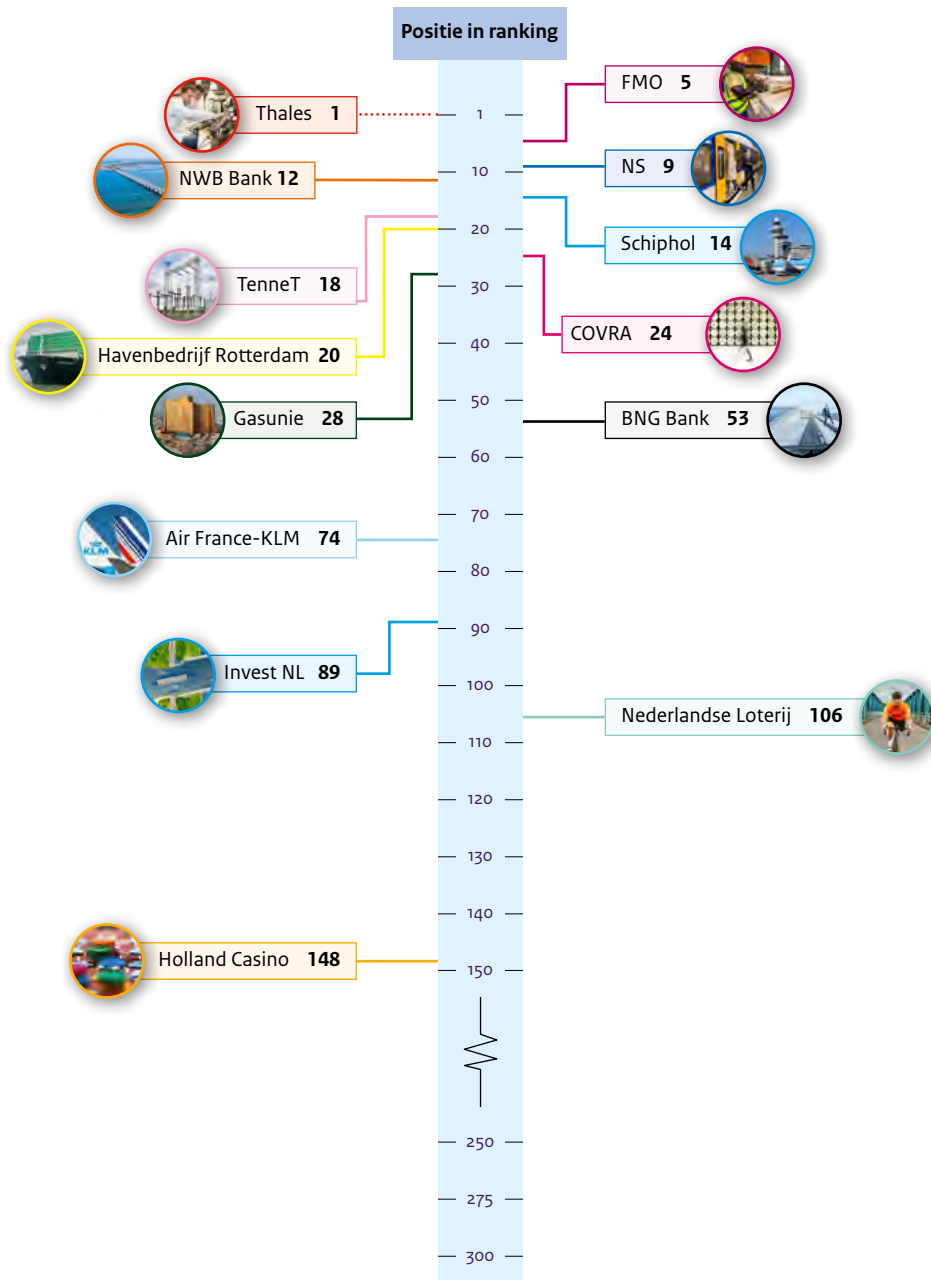 Positie in ranking
FMO 5
Thales 1
1
NS 9
NWB Bank 12
10
Schiphol 14
20
TenneT 18
30
COVRA 24
Havenbedrijf Rotterdam 20
40
50
Gasunie 28
BNG Bank 53
60
70
Air France-KLM 74
KLM
80
90
Invest NL 89
100
Nederlandse Loterij 106
110
120
130
140
Holland Casino 148
150
250
275
300